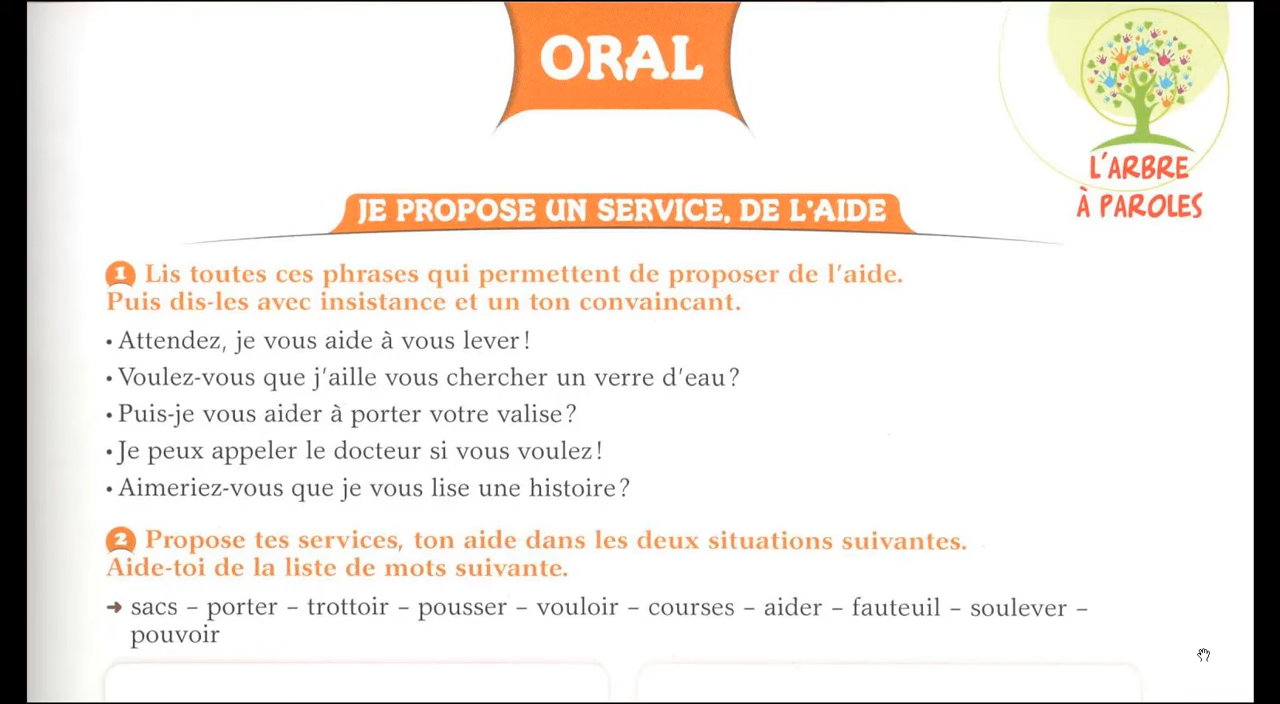 ORAL
L'ARBRE
À PAROLES
JE PROPOSE UN SERVICE, DE L'AIDE
1 Lis toutes ces phrases qui permettent de proposer de l'aide.
Puis dis-les avec insistance et un ton convaincant.
• Attendez, je vous aide à vous lever !
• Voulez-vous que j'aille vous chercher un verre d'eau ?
• Puis-je vous aider à porter votre valise ?
• Je peux appeler le docteur si vous voulez !
• Aimeriez-vous que je vous lise une histoire ?
2 Propose tes services, ton aide dans les deux situations suivantes.
Aide-toi de la liste de mots suivante.
➔ sacs – porter – trottoir – pousser – vouloir – courses – aider – fauteuil – soulever –
pouvoir